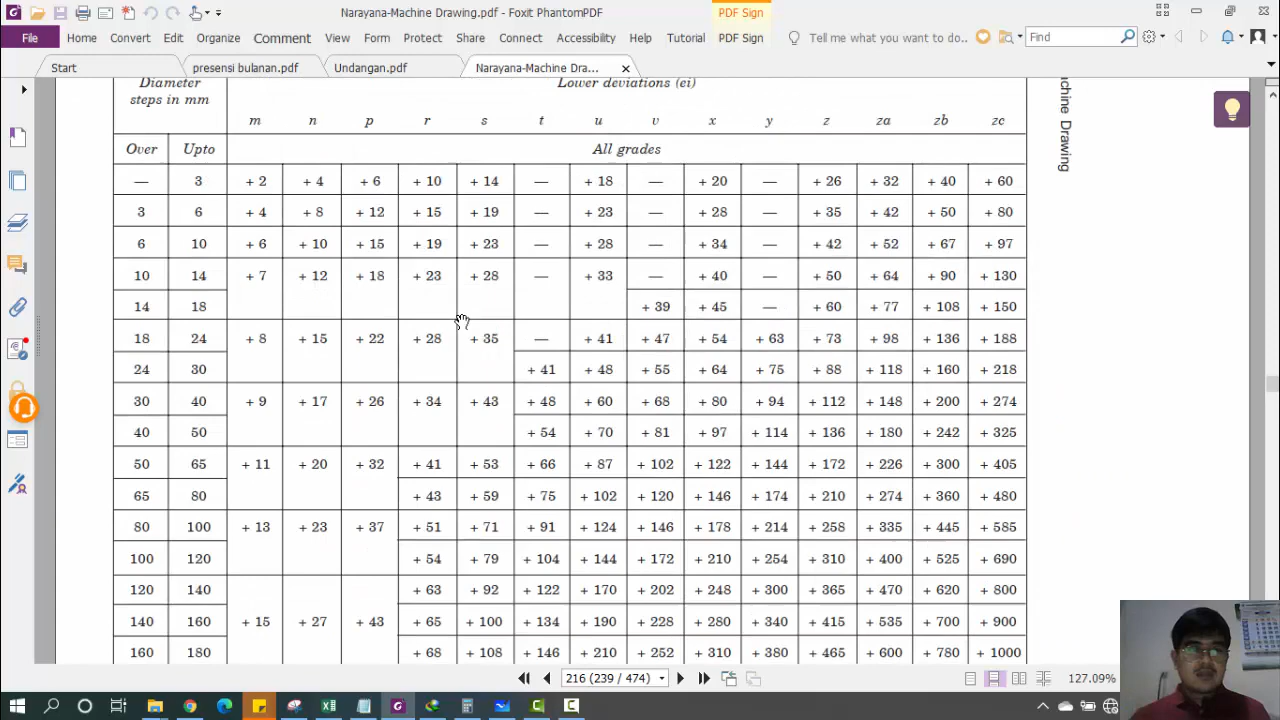 Narayana-Machine Drawing.pdf - Foxit PhantomPDF
PDF Sign
File Home Convert Edit Organize Comment View Form Protect Share Connect Accessibility Help Tutorial PDF Sign Tell me what you want to do.. Find
Start presensi bulanan.pdf Undangan.pdf Narayana-Machine Dra...
Diameter steps in mm Lower deviations (ei)
m n p r s t u v x y z za zb zc
Over Upto All grades
— 3 + 2 + 4 + 6 + 10 + 14 — + 18 — + 20 — + 26 + 32 + 40 + 60
3 6 + 4 + 8 + 12 + 15 + 19 — + 23 — + 28 — + 35 + 42 + 50 + 80
6 10 + 6 + 10 + 15 + 19 + 23 — + 28 — + 34 — + 42 + 52 + 67 + 97
10 14 + 7 + 12 + 18 + 23 + 28 — + 33 — + 40 — + 50 + 64 + 90 + 130
14 18 + 39 + 45 — + 60 + 77 + 108 + 150
18 24 + 8 + 15 + 22 + 28 + 35 — + 41 + 47 + 54 + 63 + 73 + 98 + 136 + 188
24 30 + 41 + 48 + 55 + 64 + 75 + 88 + 118 + 160 + 218
30 40 + 9 + 17 + 26 + 34 + 43 + 48 + 60 + 68 + 80 + 94 + 112 + 148 + 200 + 274
40 50 + 54 + 70 + 81 + 97 + 114 + 136 + 180 + 242 + 325
50 65 + 11 + 20 + 32 + 41 + 53 + 66 + 87 + 102 + 122 + 144 + 172 + 226 + 300 + 405
65 80 + 43 + 59 + 75 + 102 + 120 + 146 + 174 + 210 + 274 + 360 + 480
80 100 + 13 + 23 + 37 + 51 + 71 + 91 + 124 + 146 + 178 + 214 + 258 + 335 + 445 + 585
100 120 + 54 + 79 + 104 + 144 + 172 + 210 + 254 + 310 + 400 + 525 + 690
120 140 + 63 + 92 + 122 + 170 + 202 + 248 + 300 + 365 + 470 + 620 + 800
140 160 + 15 + 27 + 43 + 65 + 100 + 134 + 190 + 228 + 280 + 340 + 415 + 535 + 700 + 900
160 180 + 68 + 108 + 146 + 210 + 252 + 310 + 380 + 465 + 600 + 780 + 1000
chine Drawing
216 (239 / 474) 127.09%